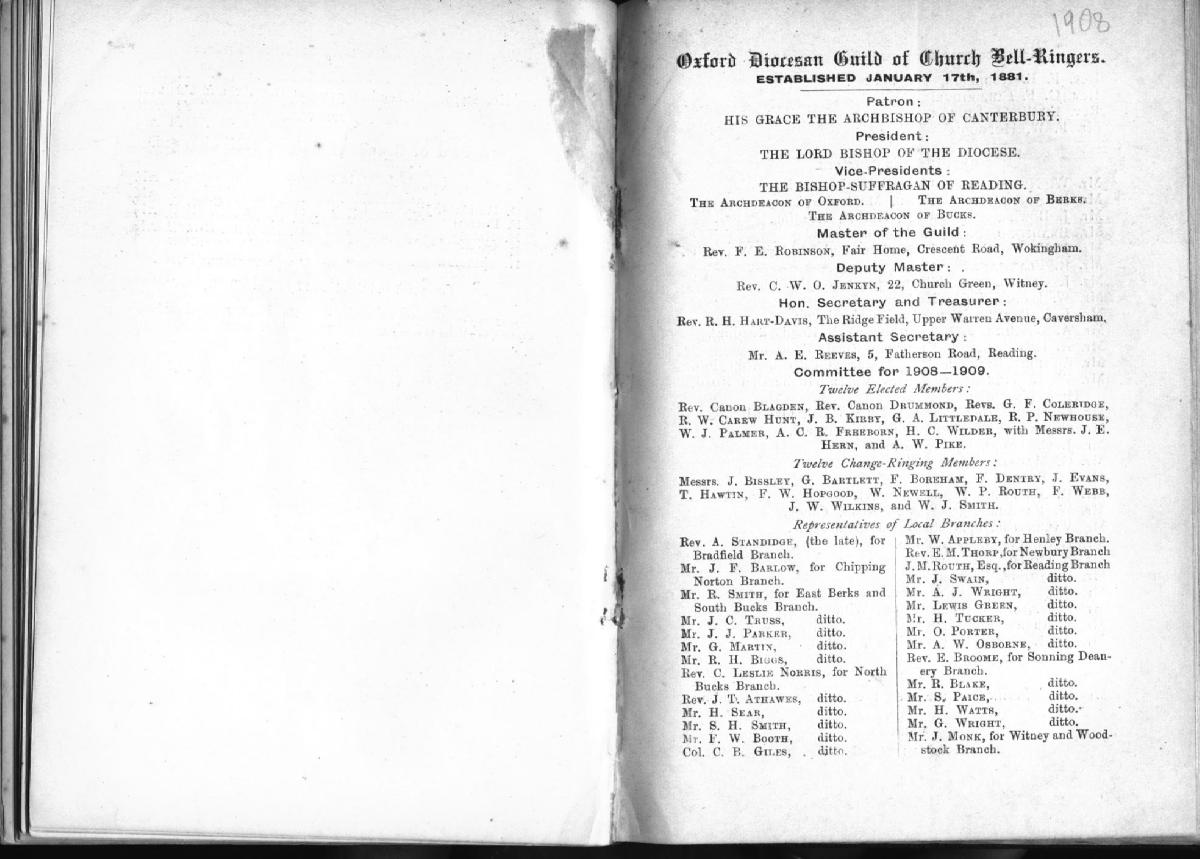 1908
Oxford Diocesan Guild of Church Bell-Ringers.
ESTABLISHED JANUARY 17th, 1881.
Patron:
HIS GRACE THE ARCHBISHOP OF CANTERBURY.
President:
THE LORD BISHOP OF THE DIOCESE.
Vice-Presidents:
THE BISHOP-SUFFRAGAN OF READING.
THE ARCHDEACON OF OXFORD. | THE ARCHDEACON OF BERKS.
THE ARCHDEACON OF BUCKS.
Master of the Guild:
Rev. F. E. ROBINSON, Fair Home, Crescent Road, Wokingham.
Deputy Master:
Rev. C. W. O. JENKYN, 22, Church Green, Witney.
Hon. Secretary and Treasurer:
Rev. R. H. HART-DAVIS, The Ridge Field, Upper Warren Avenue, Caversham.
Assistant Secretary:
Mr. A. E. REEVES, 5, Fatherson Road, Reading.
Committee for 1908—1909.
Twelve Elected Members:
Rev. Canon BLAGDEN, Rev. Canon DRUMMOND, Revs. G. F. COLERIDGE,
R. W. CAREW HUNT, J. B. KIRBY, G. A. LITTLEDALE, R. P. NEWHOUSE,
W. J. PALMER, A. C. R. FREEBORN, H. C. WILDER, with Messrs. J. E.
HERN, and A. W. PIKE.
Twelve Change-Ringing Members:
Messrs. J. BISSLEY, G. BARTLETT, F. BOREHAM, F. DENTRY, J. EVANS,
T. HAWTIN, F. W. HOPGOOD, W. NEWELL, W. P. ROUTH, F. WEBB,
J. W. WILKINS, and W. J. SMITH.
Representatives of Local Branches:
Rev. A. STANDIDGE, (the late), for
Bradfield Branch.
Mr. J. F. BARLOW, for Chipping
Norton Branch.
Mr. R. SMITH, for East Berks and
South Bucks Branch.
Mr. J. C. TRUSS, ditto.
Mr. J. J. PARKER, ditto.
Mr. G. MARTIN, ditto.
Mr. R. H. BIGGS, ditto.
Rev. C. LESLIE NORRIS, for North
Bucks Branch.
Rev. J. T. ATHAWES, ditto.
Mr. H. SEAR, ditto.
Mr. S. H. SMITH, ditto.
Mr. F. W. BOOTH, ditto.
Col. C. B. GILES, ditto.
Mr. W. APPLEBY, for Henley Branch.
Rev. E. M. THORP, for Newbury Branch
J. M. ROUTH, Esq., for Reading Branch
Mr. J. SWAIN, ditto.
Mr. A. J. WRIGHT, ditto.
Mr. LEWIS GREEN, ditto.
Mr. H. TUCKER, ditto.
Mr. O. PORTER, ditto.
Mr. A. W. OSBORNE, ditto.
Rev. E. BROOME, for Sonning Dean-
ery Branch.
Mr. R. BLAKE, ditto.
Mr. S. PAICE, ditto.
Mr. H. WATTS, ditto.
Mr. G. WRIGHT, ditto.
Mr. J. MONK, for Witney and Wood-
stock Branch.